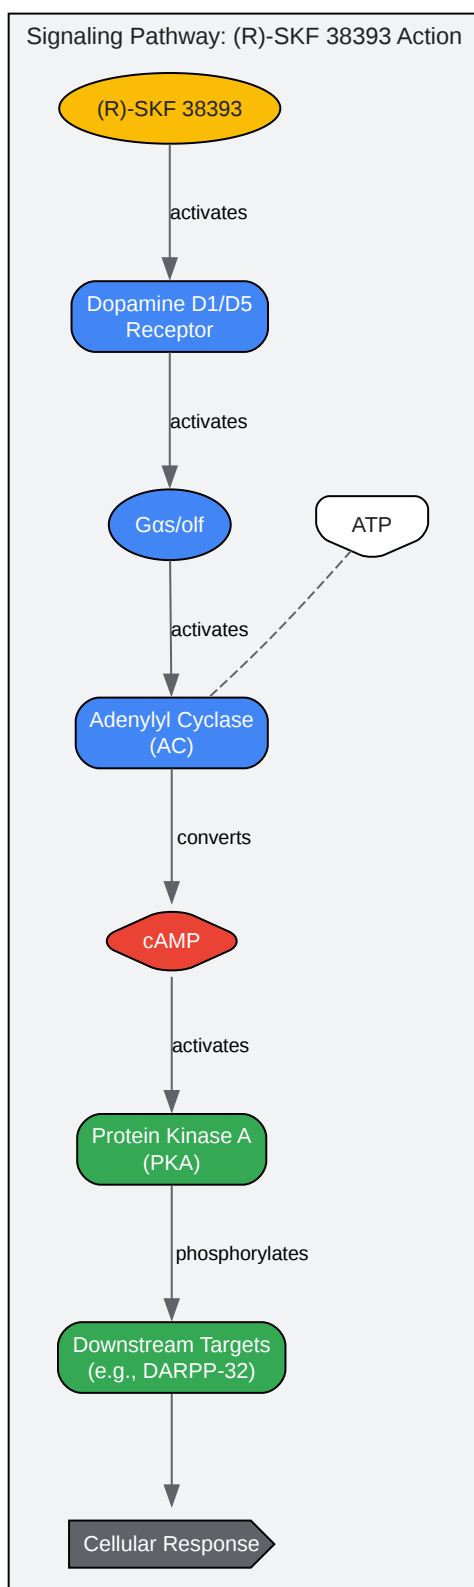 Signaling Pathway: (R)-SKF 38393 Action
(R)-SKF 38393
activates
Dopamine D1/D5
Receptor
activates
Gαs/olf
ATP
activates
Adenylyl Cyclase
(AC)
converts
cAMP
activates
Protein Kinase A
(PKA)
phosphorylates
Downstream Targets
(e.g., DARPP-32)
Cellular Response